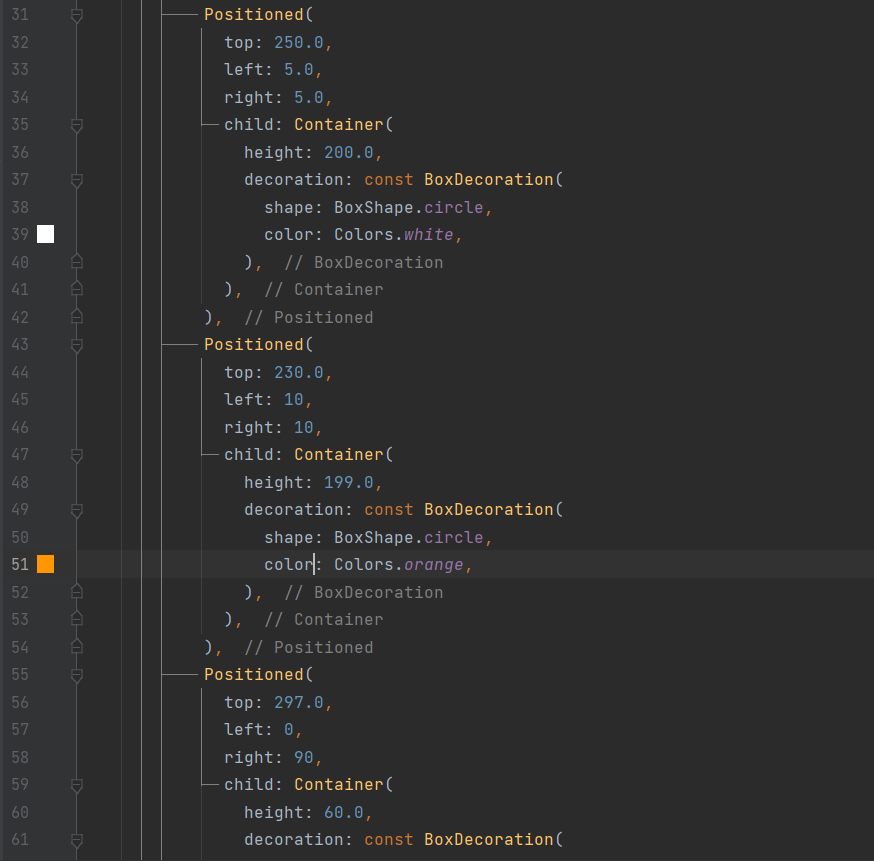 31 Positioned(
32 top: 250.0,
33 left: 5.0,
34 right: 5.0,
35 child: Container(
36 height: 200.0,
37 decoration: const BoxDecoration(
38 shape: BoxShape.circle,
39 color: Colors.white,
40 ), // BoxDecoration
41 ), // Container
42 ), // Positioned
43 Positioned(
44 top: 230.0,
45 left: 10,
46 right: 10,
47 child: Container(
48 height: 199.0,
49 decoration: const BoxDecoration(
50 shape: BoxShape.circle,
51 color: Colors.orange,
52 ), // BoxDecoration
53 ), // Container
54 ), // Positioned
55 Positioned(
56 top: 297.0,
57 left: 0,
58 right: 90,
59 child: Container(
60 height: 60.0,
61 decoration: const BoxDecoration(